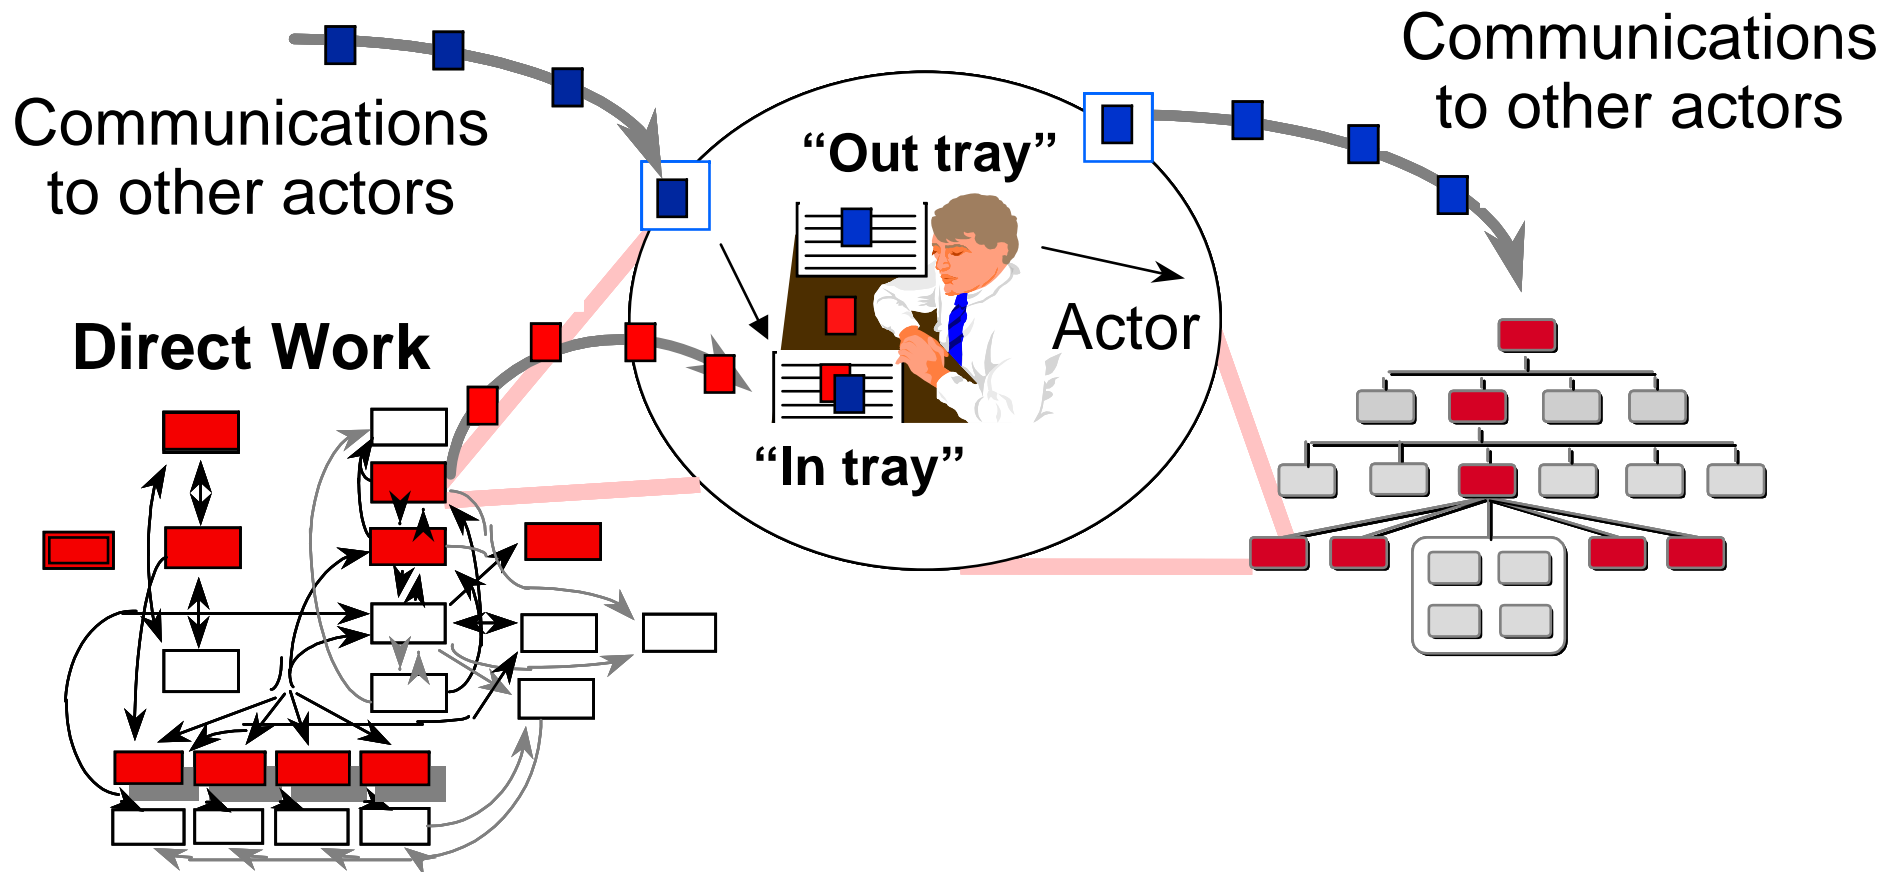 Communications
to other actors
Communications
to other actors
“Out tray”
Actor
Direct Work
“In tray”